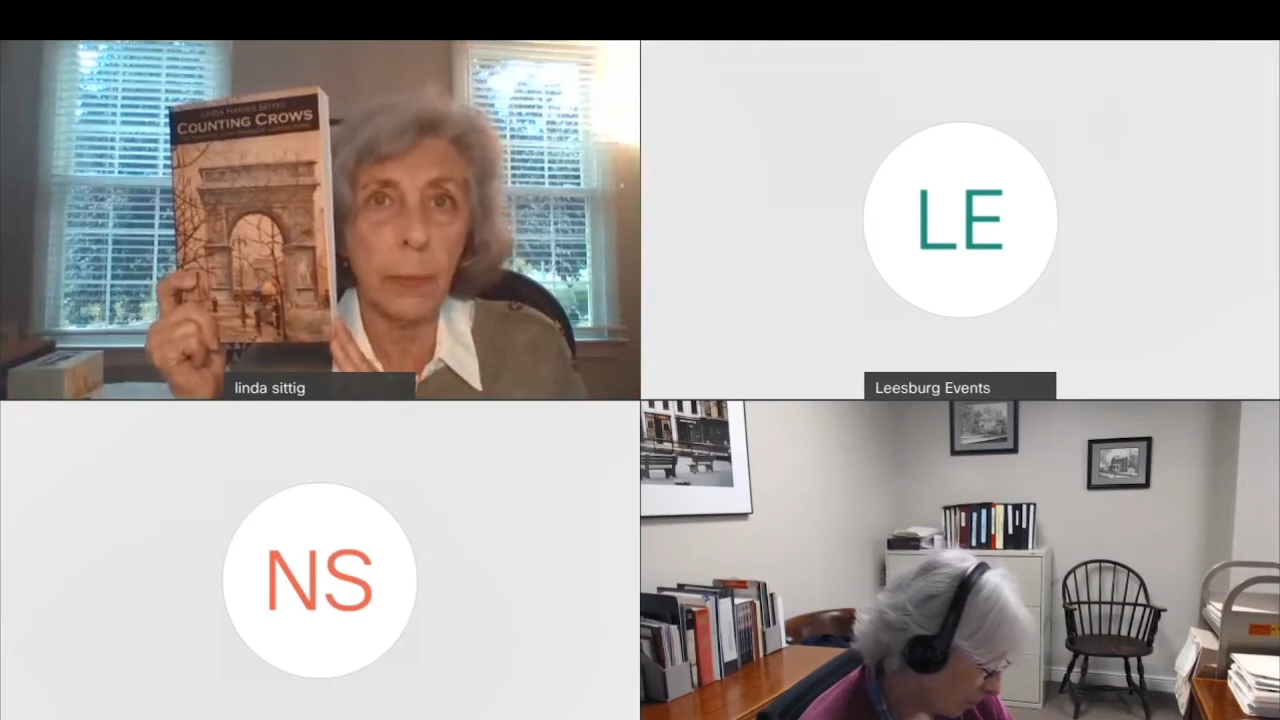 LINDA HARRIS SITTIG
COUNTING CROWS
linda sittig
LE
Leesburg Events
NS